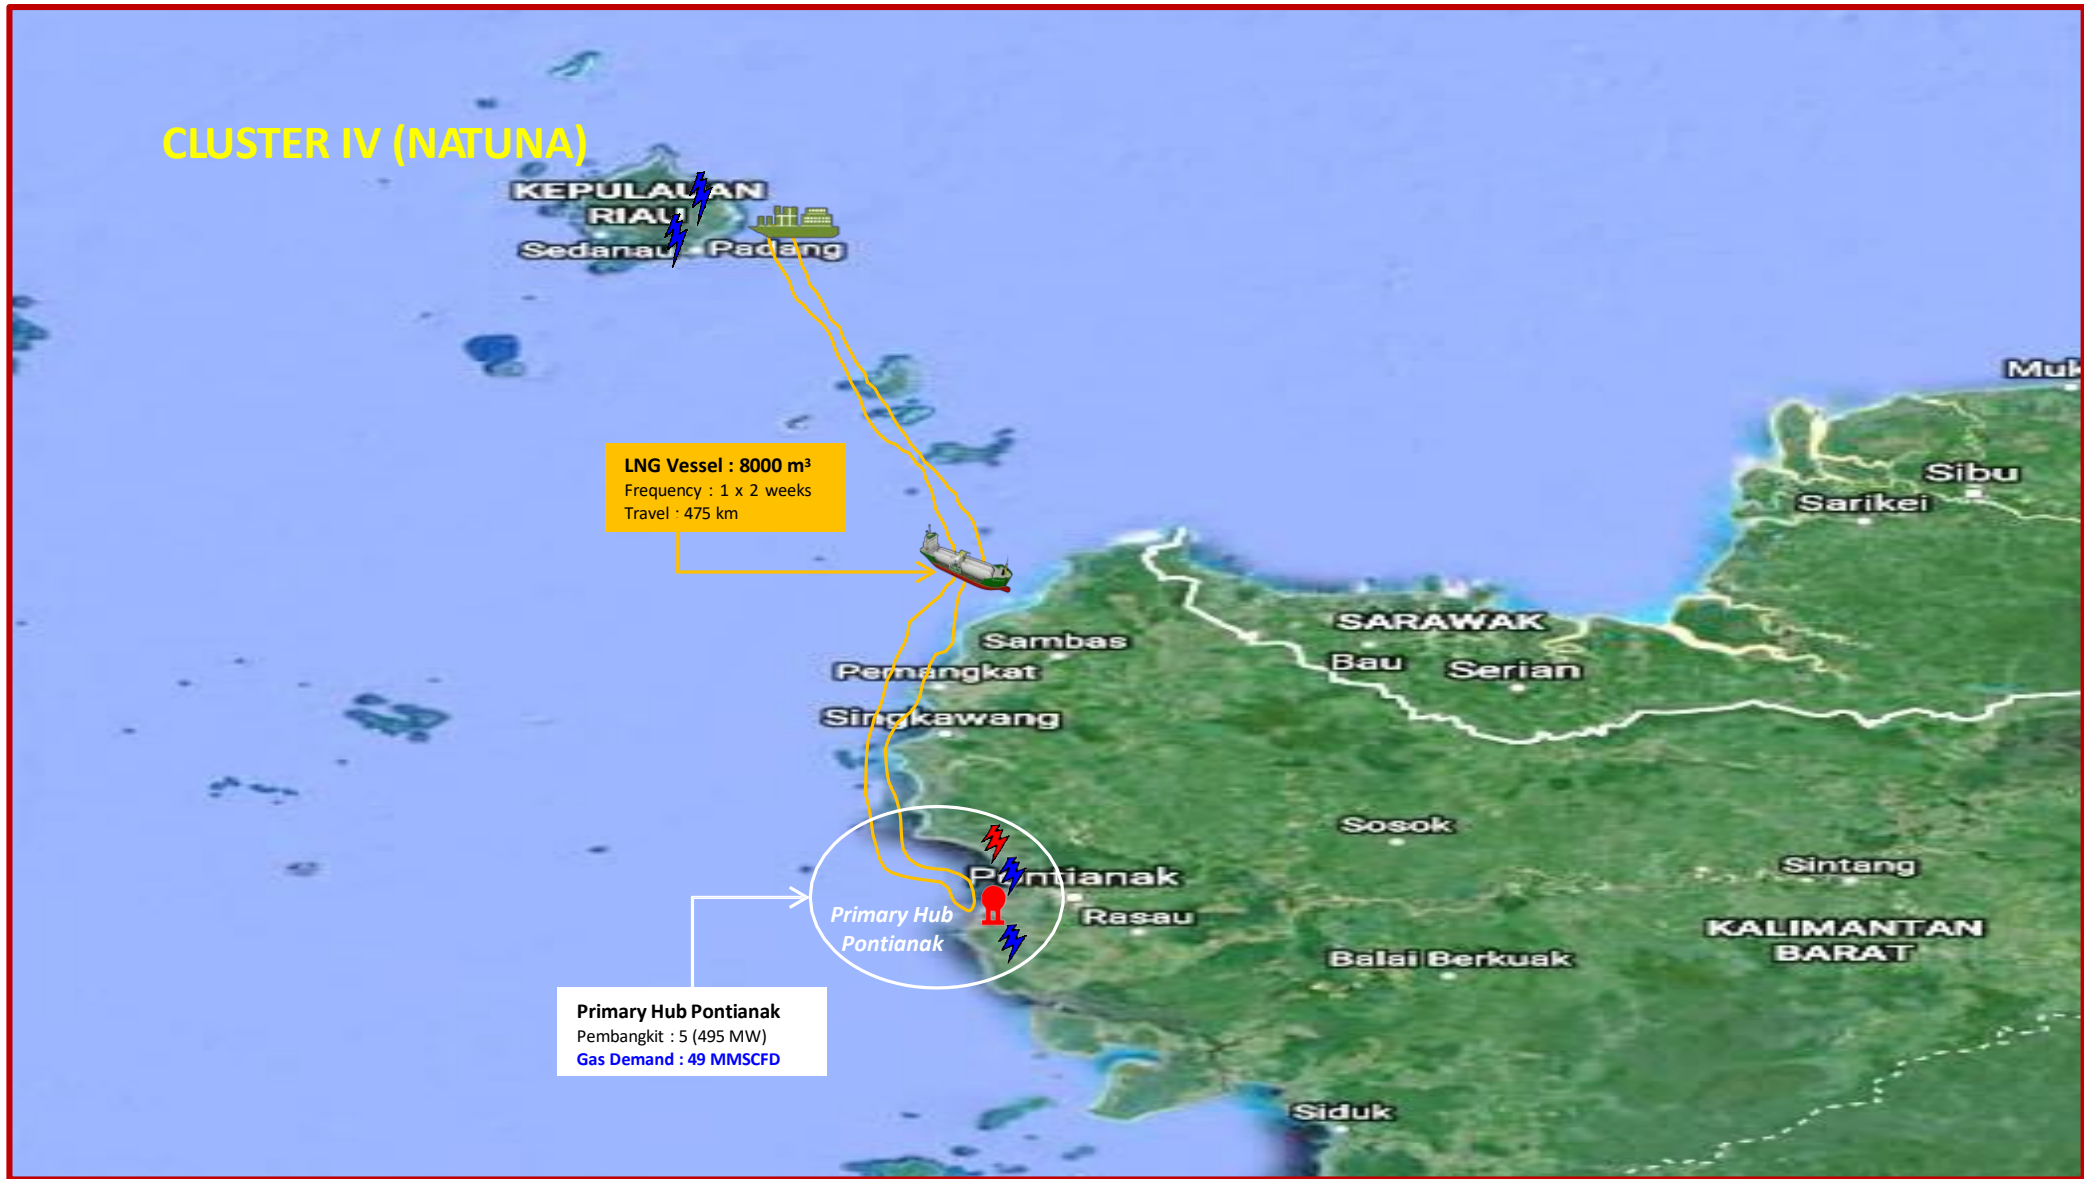 CLUSTER IV (NATUNA)
KEPULAUAN
RIAU
Sedanau
Padang
Muk
LNG Vessel : 8000 m³
Frequency : 1 x 2 weeks
Travel : 475 km
Sibu
Sarikei
SARAWAK
Sambas
Bau
Serian
Pemangkat
Singkawang
Sosok
Sintang
Pontianak
Rasau
Primary Hub
Pontianak
KALIMANTAN
BARAT
Balai Berkuak
Primary Hub Pontianak
Pembangkit : 5 (495 MW)
Gas Demand : 49 MMSCFD
Siduk